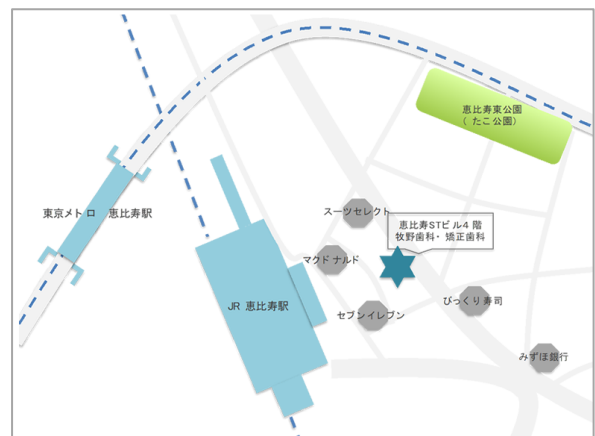 恵比寿東公園
（ たこ公園）
東京メトロ 恵比寿駅
スーツセレクト
恵比寿STビル4 階
牧野歯科・矯正歯科
マクドナルド
JR 恵比寿駅
セブンイレブン
びっくり寿司
みずほ銀行